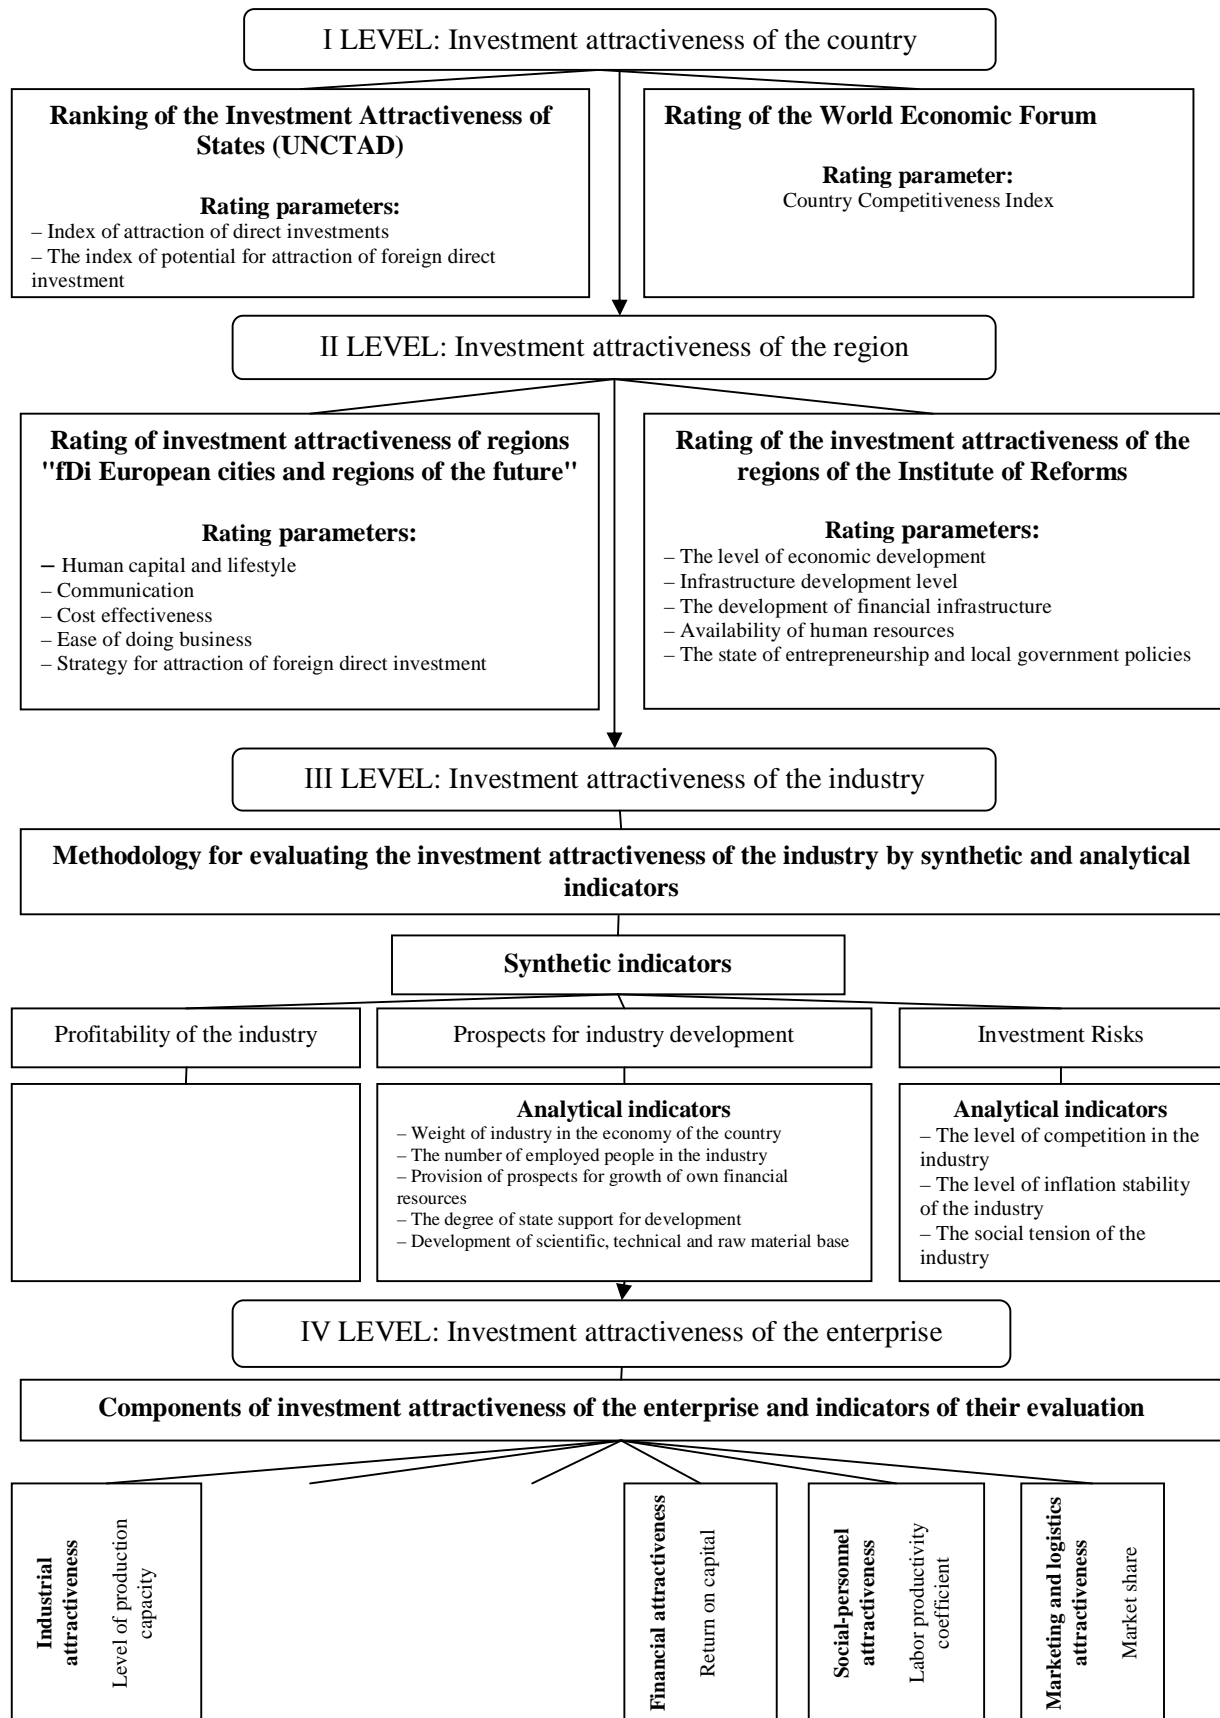 I LEVEL: Investment attractiveness of the country
Ranking of the Investment Attractiveness of
States (UNCTAD)
Rating parameters:
– Index of attraction of direct investments
– The index of potential for attraction of foreign direct
investment
Rating of the World Economic Forum
Rating parameter:
Country Competitiveness Index
II LEVEL: Investment attractiveness of the region
Rating of investment attractiveness of regions
"fDi European cities and regions of the future"
Rating parameters:
– Human capital and lifestyle
– Communication
– Cost effectiveness
– Ease of doing business
– Strategy for attraction of foreign direct investment
Rating of the investment attractiveness of the
regions of the Institute of Reforms
Rating parameters:
– The level of economic development
– Infrastructure development level
– The development of financial infrastructure
– Availability of human resources
– The state of entrepreneurship and local government policies
III LEVEL: Investment attractiveness of the industry
Methodology for evaluating the investment attractiveness of the industry by synthetic and analytical
indicators
Synthetic indicators
Profitability of the industry
Prospects for industry development
Investment Risks
Analytical indicators
– Weight of industry in the economy of the country
– The number of employed people in the industry
– Provision of prospects for growth of own financial
resources
– The degree of state support for development
– Development of scientific, technical and raw material base
Analytical indicators
– The level of competition in the
industry
– The level of inflation stability
of the industry
– The social tension of the
industry
IV LEVEL: Investment attractiveness of the enterprise
Components of investment attractiveness of the enterprise and indicators of their evaluation
Industrial
attractiveness
Level of production
capacity
Financial attractiveness
Return on capital
Social-personnel
attractiveness
Labor productivity
coefficient
Marketing and logistics
attractiveness
Market share